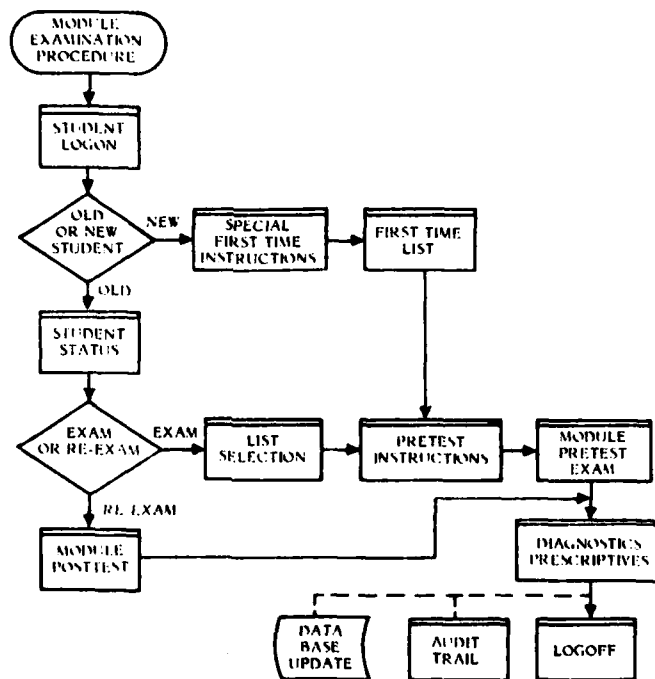 MODULE
EXAMINATION
PROCEDURE
STUDENT
LOGON
OLD
OR NEW
STUDENT
NEW
SPECIAL
FIRST TIME
INSTRUCTIONS
FIRST TIME
LIST
OLD
STUDENT
STATUS
EXAM
OR RE-EXAM
EXAM
LIST
SELECTION
PRETEST
INSTRUCTIONS
MODULE
PRETEST
EXAM
RE-EXAM
MODULE
POSTTEST
DIAGNOSTICS
PRESCRIPTIVES
DATA
BASE
UPDATE
AUDIT
TRAIL
LOGOFF